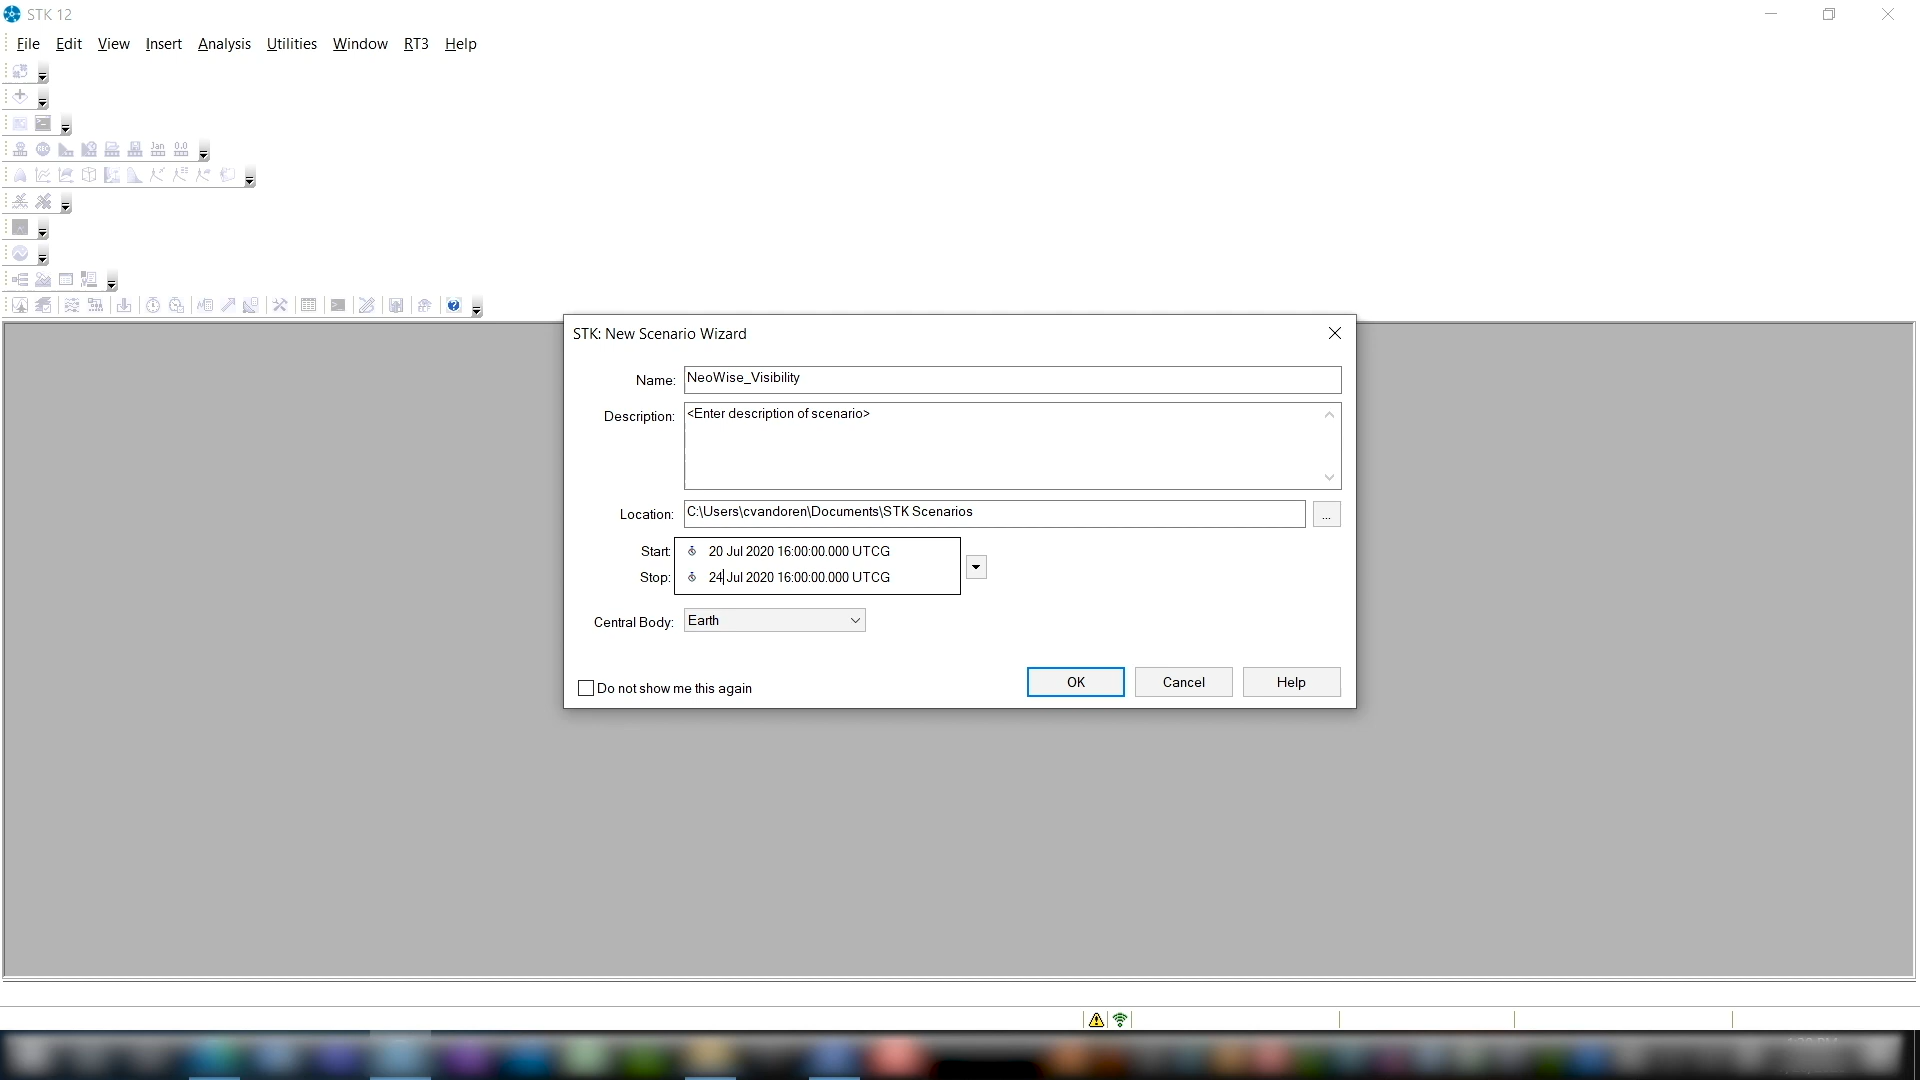 STK 12
File Edit View Insert Analysis Utilities Window RT3 Help
Jan 0.0
STK: New Scenario Wizard
Name: NeoWise_Visibility
Description: <Enter description of scenario>
Location: C:\Users\cvandoren\Documents\STK Scenarios ...
Start: 20 Jul 2020 16:00:00.000 UTCG
Stop: 24 Jul 2020 16:00:00.000 UTCG
Central Body: Earth
Do not show me this again OK Cancel Help